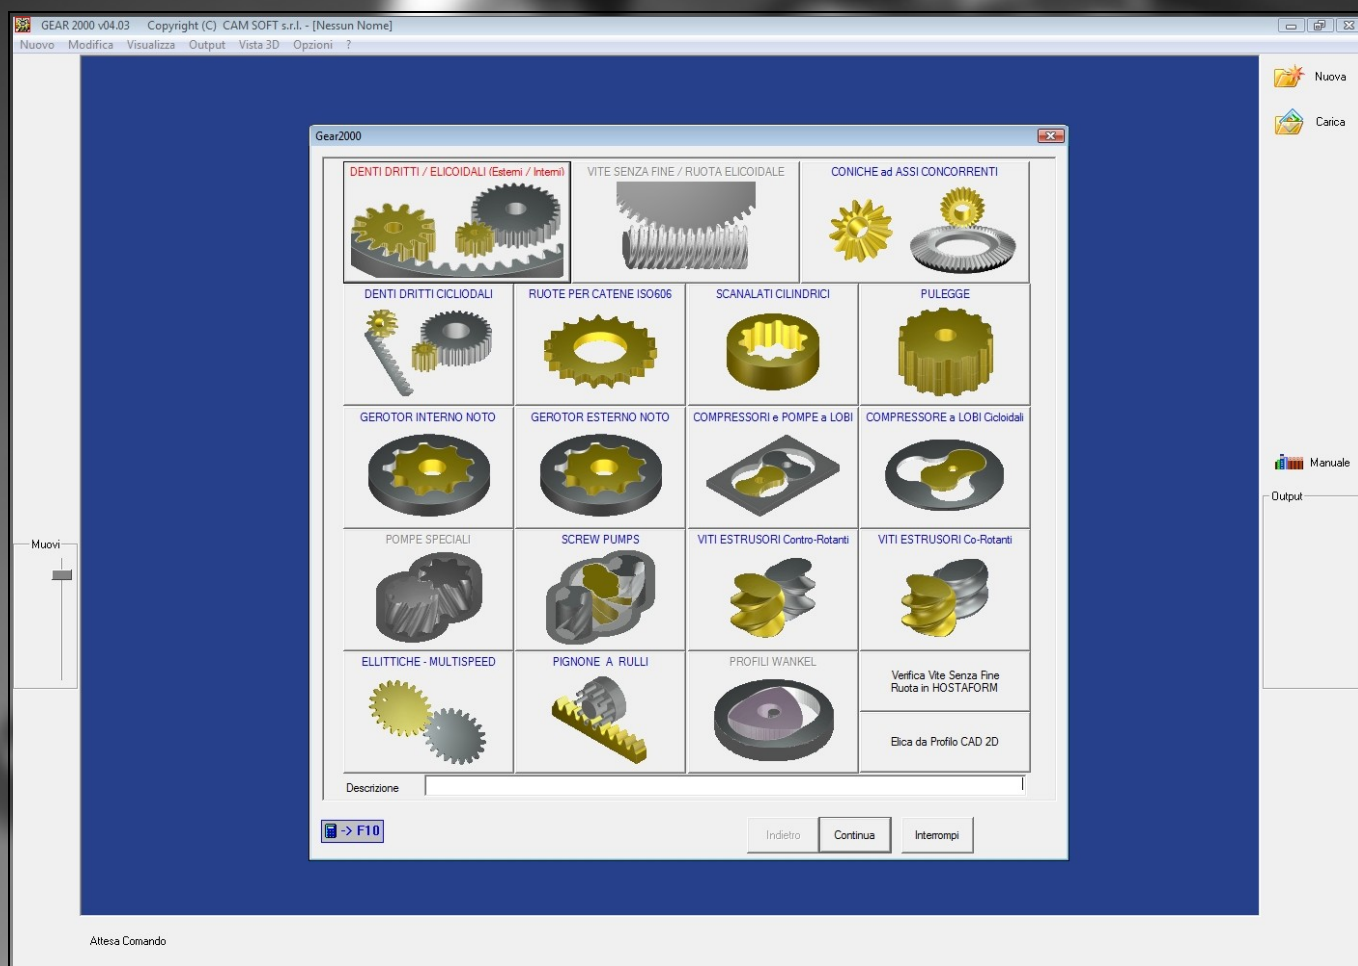 GEAR 2000 v04.03 Copyright (C) CAM SOFT s.r.l. - [Nessun Nome]
Nuovo Modifica Visualizza Output Vista 3D Opzioni ?
Nuova
Carica
Gear2000
DENTI DRITTI / ELICOIDALI (Esterni / Interni)
VITE SENZA FINE / RUOTA ELICOIDALE
CONICHE ad ASSI CONCORRENTI
DENTI DRITTI CICLIODALI
RUOTE PER CATENE ISO606
SCANALATI CILINDRICI
PULEGGE
GEROTOR INTERNO NOTO
GEROTOR ESTERNO NOTO
COMPRESSORI e POMPE a LOBI
COMPRESSORE a LOBI Cicloidali
Manuale
Output
Muovi
POMPE SPECIALI
SCREW PUMPS
VITI ESTRUSORI Contro-Rotanti
VITI ESTRUSORI Co-Rotanti
ELLITTICHE - MULTISPEED
PIGNONE A RULLI
PROFILI WANKEL
Verifica Vite Senza Fine
Ruota in HOSTAFORM
Elica da Profilo CAD 2D
Descrizione
-> F10
Indietro
Continua
Interrompi
Attesa Comando